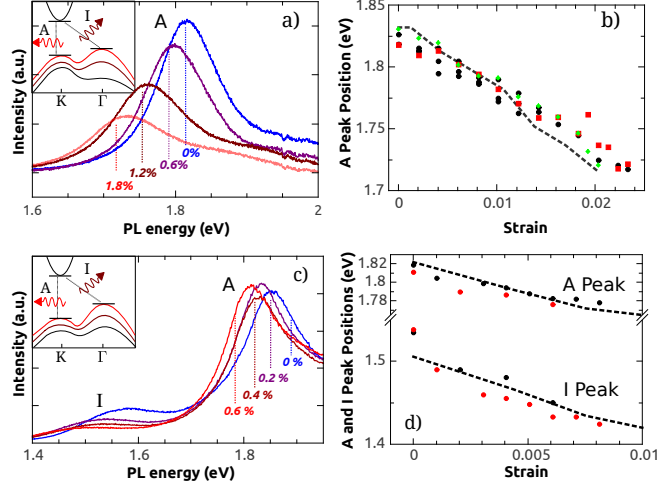 a)
A
I
A
K
Γ
0%
0.6%
1.2%
1.8%
Intensity (a.u.)
1.6
1.8
2
PL energy (eV)
b)
A Peak Position (eV)
1.85
1.8
1.75
1.7
0
0.01
0.02
Strain
c)
A
I
A
K
Γ
I
0 %
0.2 %
0.4 %
0.6 %
Intensity (a.u.)
1.4
1.6
1.8
PL energy (eV)
d)
A Peak
I Peak
A and I Peak Positions (eV)
1.82
1.8
1.78
1.5
1.4
0
0.005
0.01
Strain